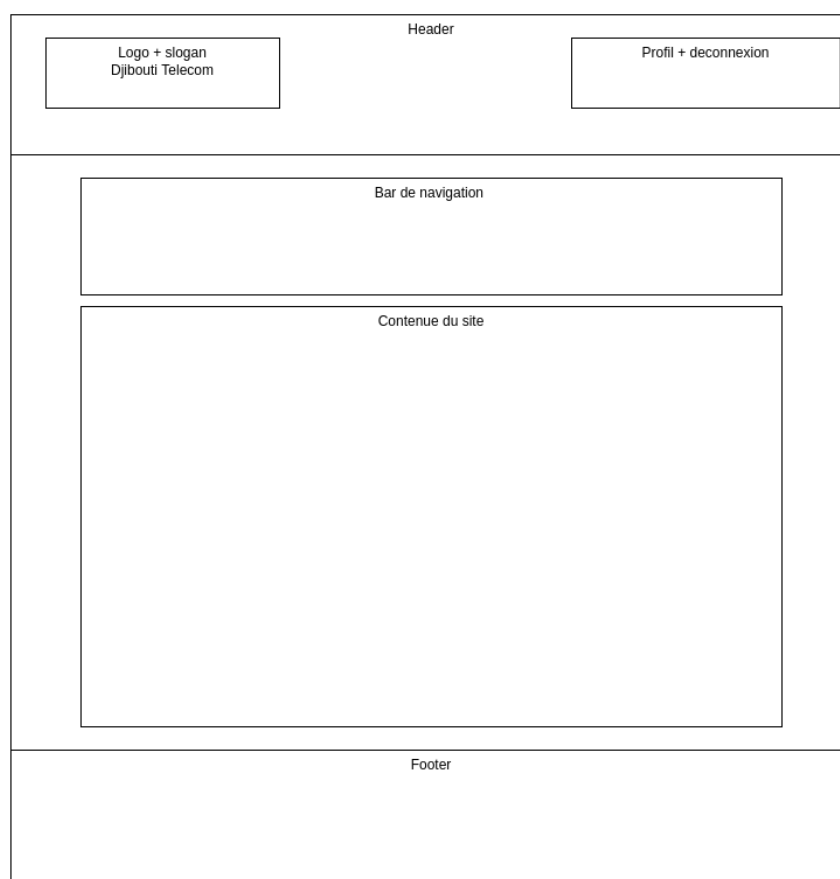 Header
Logo + slogan
Djibouti Telecom
Profil + deconnexion
Bar de navigation
Contenue du site
Footer